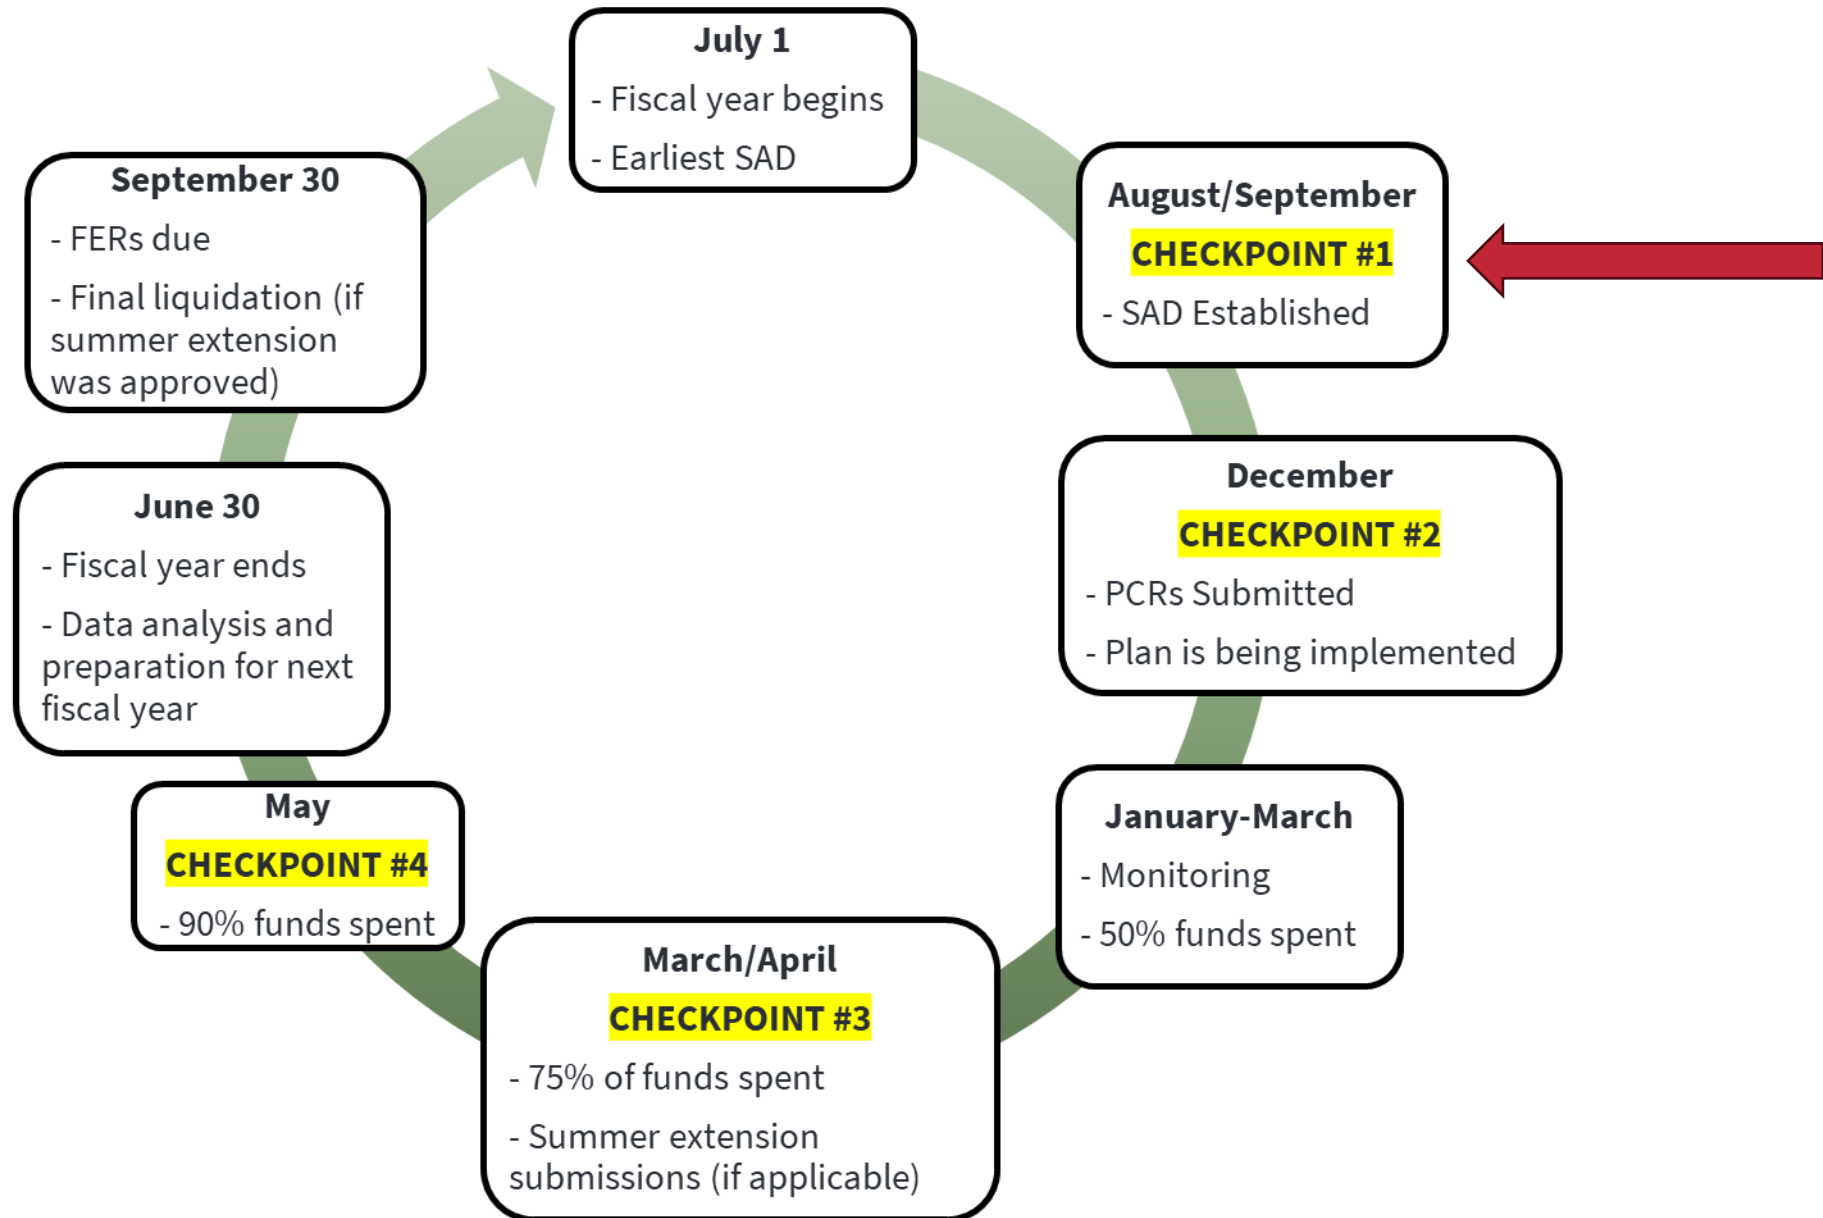 July 1
- Fiscal year begins
- Earliest SAD
August/September
CHECKPOINT #1
- SAD Established
December
CHECKPOINT #2
- PCRs Submitted
- Plan is being implemented
January-March
- Monitoring
- 50% funds spent
March/April
CHECKPOINT #3
- 75% of funds spent
- Summer extension
submissions (if applicable)
May
CHECKPOINT #4
- 90% funds spent
June 30
- Fiscal year ends
- Data analysis and
preparation for next
fiscal year
September 30
- FERs due
- Final liquidation (if
summer extension
was approved)